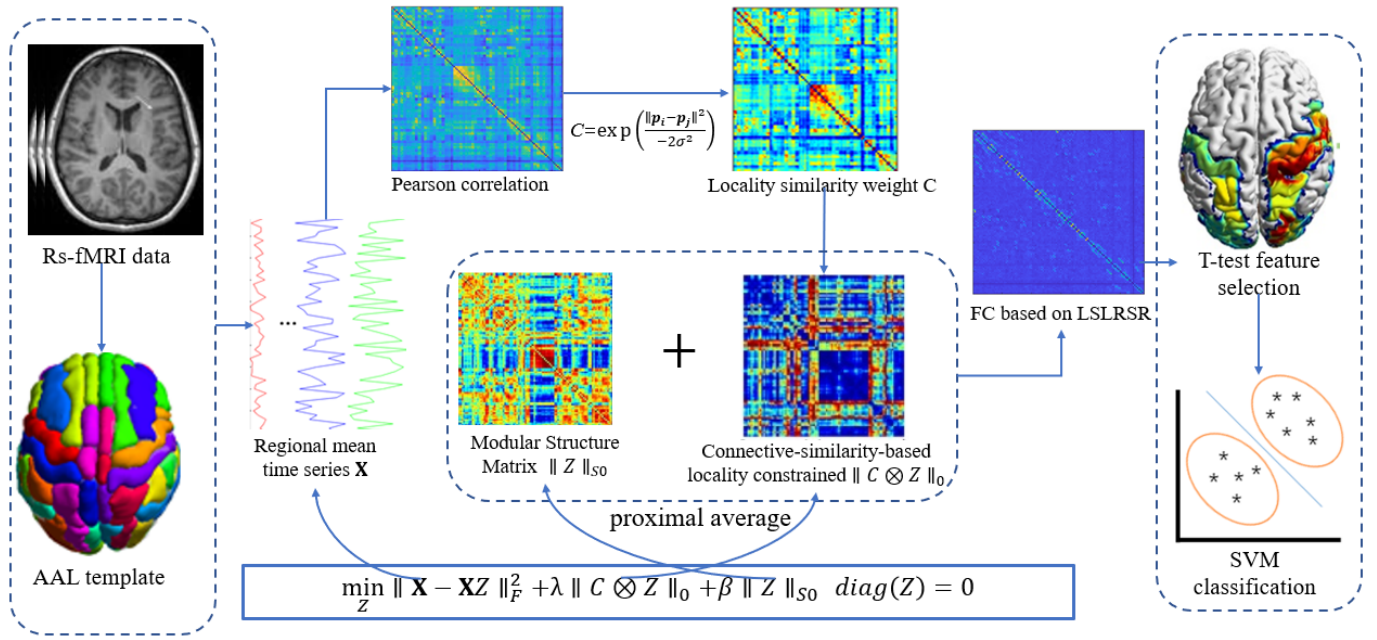 Rs-fMRI data
AAL template
...
Regional mean
time series X
Pearson correlation
C=exp(‖p_i−p_j‖²/−2σ²)
Locality similarity weight C
Modular Structure
Matrix ‖ Z ‖_S0
+
Connective-similarity-based
locality constrained ‖ C ⊗ Z ‖_0
proximal average
min_Z ‖ X − XZ ‖²_F +λ ‖ C ⊗ Z ‖_0 +β ‖ Z ‖_S0 diag(Z) = 0
FC based on LSLRSR
T-test feature
selection
SVM
classification